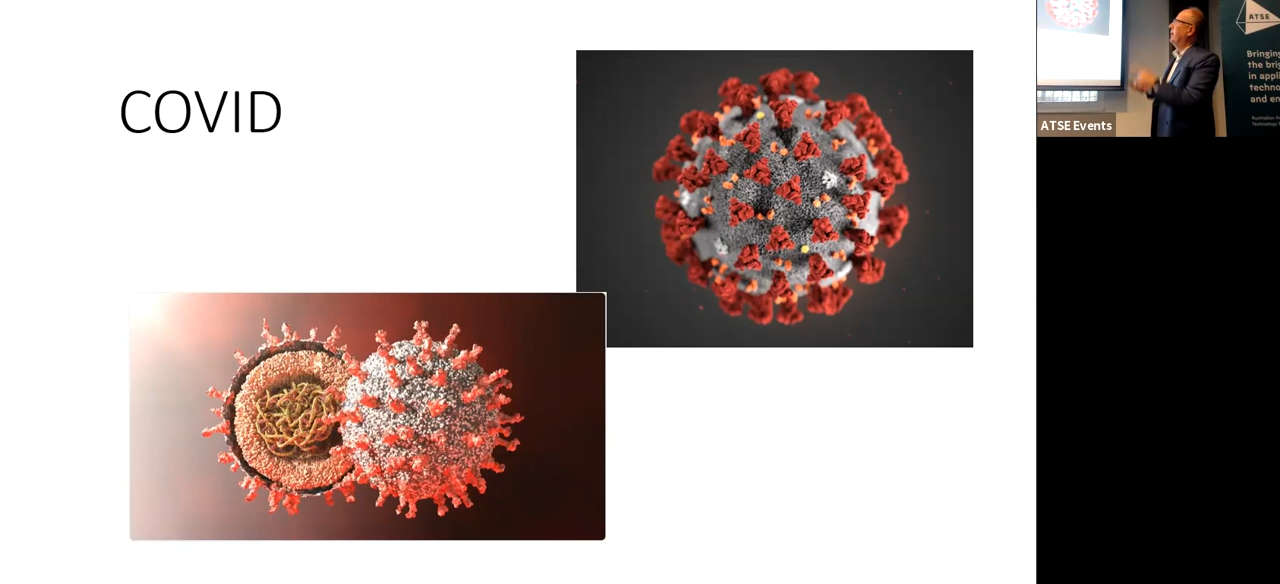 COVID
ATSE
Bringing
the brig
in appli
techno
and en
ATSE Events